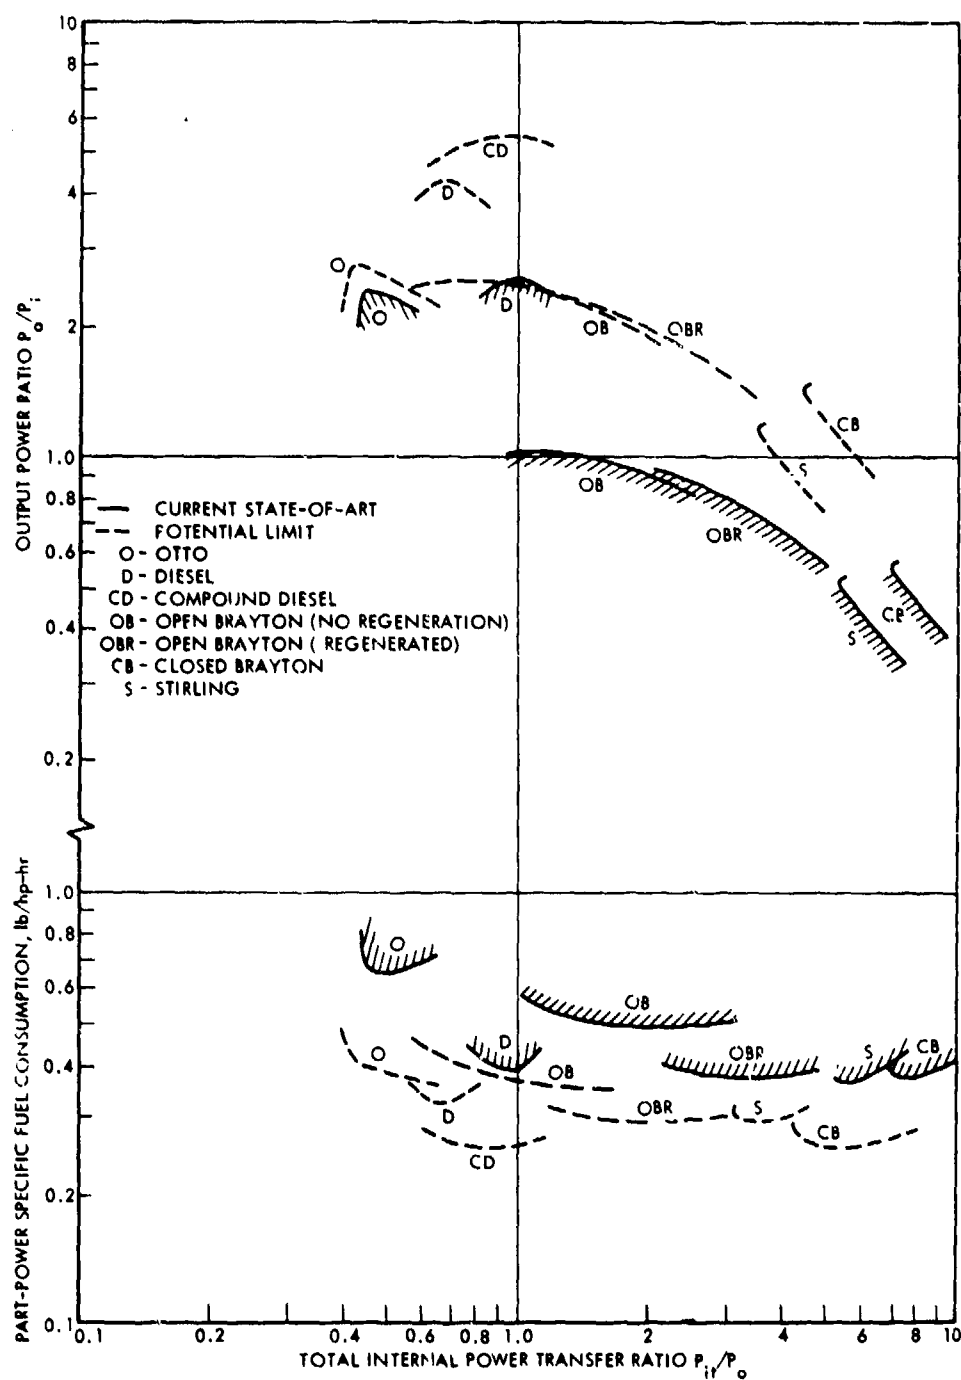 OUTPUT POWER RATIO Po/Pi
10
8
6
4
2
1.0
0.8
0.6
0.4
0.2
CD
D
O
O
D
OB
OBR
CB
S
OB
OBR
CB
S
CURRENT STATE-OF-ART
POTENTIAL LIMIT
O - OTTO
D - DIESEL
CD - COMPOUND DIESEL
OB - OPEN BRAYTON (NO REGENERATION)
OBR - OPEN BRAYTON ( REGENERATED)
CB - CLOSED BRAYTON
S - STIRLING
PART-POWER SPECIFIC FUEL CONSUMPTION, lb/hp-hr
1.0
0.8
0.6
0.4
0.2
0.1
O
OB
O
D
OB
OBR
S
CB
D
OBR
S
CB
CD
0.1 0.2 0.4 0.6 0.8 1.0 2 4 6 8 10
TOTAL INTERNAL POWER TRANSFER RATIO Pit/Po